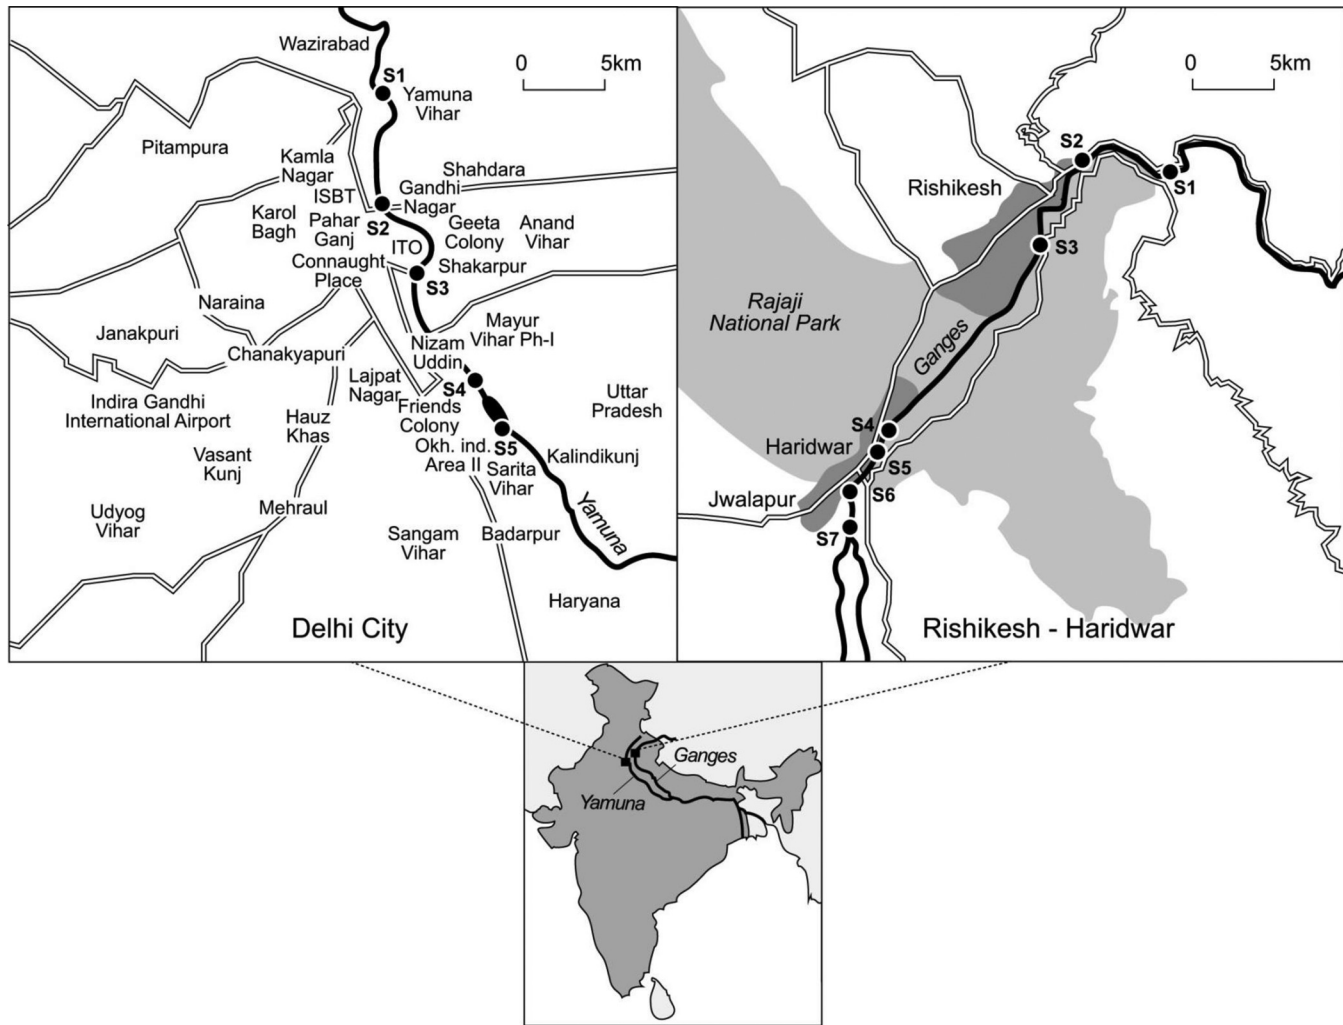 Wazirabad
0
5km
S1
Yamuna
Vihar
Pitampura
Kamla
Nagar
Shahdara
ISBT
Gandhi
Nagar
Karol
Bagh
Pahar
Ganj
S2
Geeta
Colony
Anand
Vihar
ITO
Connaught
Place
Shakarpur
S3
Naraina
Janakpuri
Mayur
Vihar Ph-I
Chanakyapuri
Nizam
Uddin
Lajpat
Nagar
S4
Uttar
Pradesh
Indira Gandhi
International Airport
Hauz
Khas
Friends
Colony
S5
Okh. ind.
Area II
Kalindikunj
Vasant
Kunj
Sarita
Vihar
Mehraul
Yamuna
Udyog
Vihar
Sangam
Vihar
Badarpur
Haryana
Delhi City
0
5km
S2
Rishikesh
S1
S3
Rajaji
National Park
Ganges
S4
Haridwar
S5
Jwalapur
S6
S7
Rishikesh - Haridwar
Ganges
Yamuna